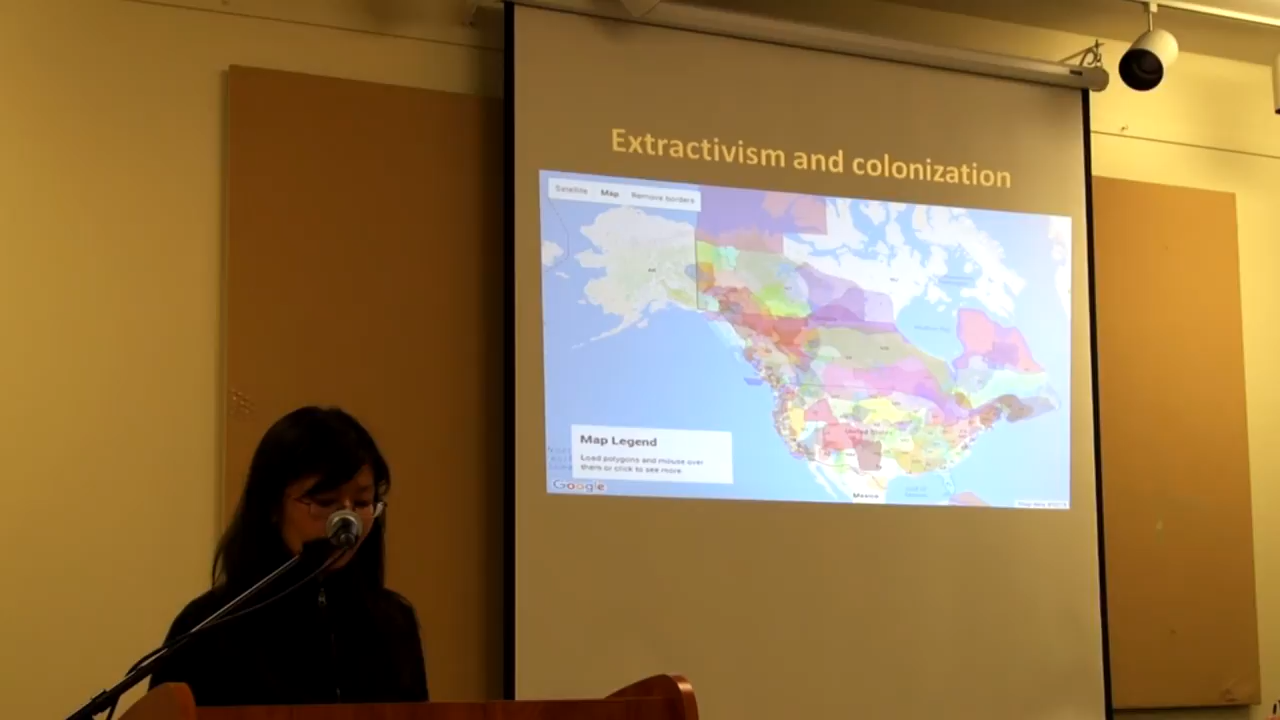 Extractivism and colonization
Satellite Map Remove borders
United States
Map Legend
Load polygons and mouse over
them or click to see more
Google
Mexico